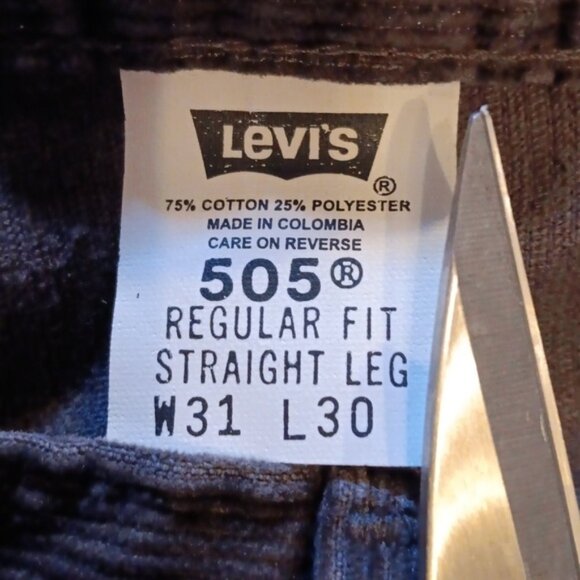 Levi's ®
75% COTTON 25% POLYESTER
MADE IN COLOMBIA
CARE ON REVERSE
505®
REGULAR FIT
STRAIGHT LEG
W31 L30